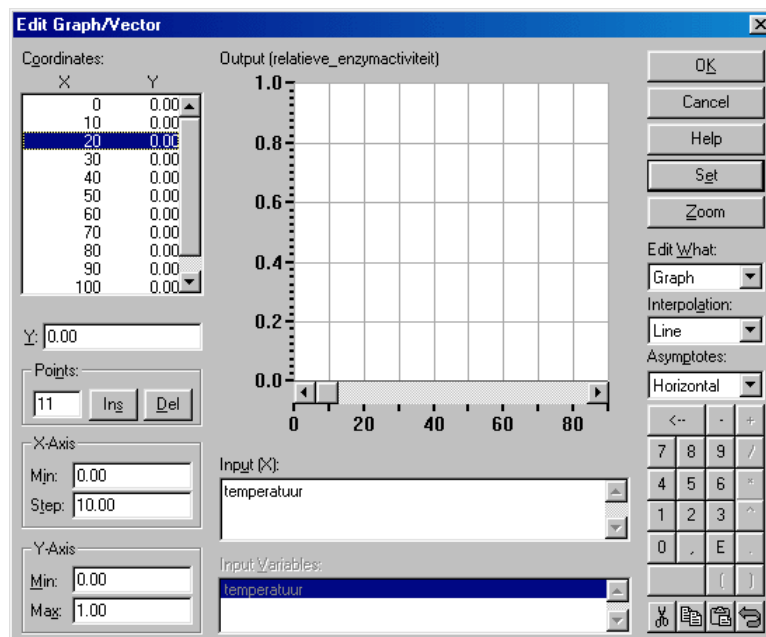 Edit Graph/Vector
Coordinates:
X Y
0 0.00
10 0.00
20 0.00
30 0.00
40 0.00
50 0.00
60 0.00
70 0.00
80 0.00
90 0.00
100 0.00
Y: 0.00
Points:
11 Ins Del
X-Axis
Min: 0.00
Step: 10.00
Y-Axis
Min: 0.00
Max: 1.00
Output (relatieve_enzymactiviteit)
1.0
0.8
0.6
0.4
0.2
0.0
0 20 40 60 80
Input (X):
temperatuur
Input Variables:
temperatuur
OK
Cancel
Help
Set
Zoom
Edit What:
Graph
Interpolation:
Line
Asymptotes:
Horizontal
<-- - +
7 8 9 /
4 5 6 *
1 2 3 ^
0 , E .
( )